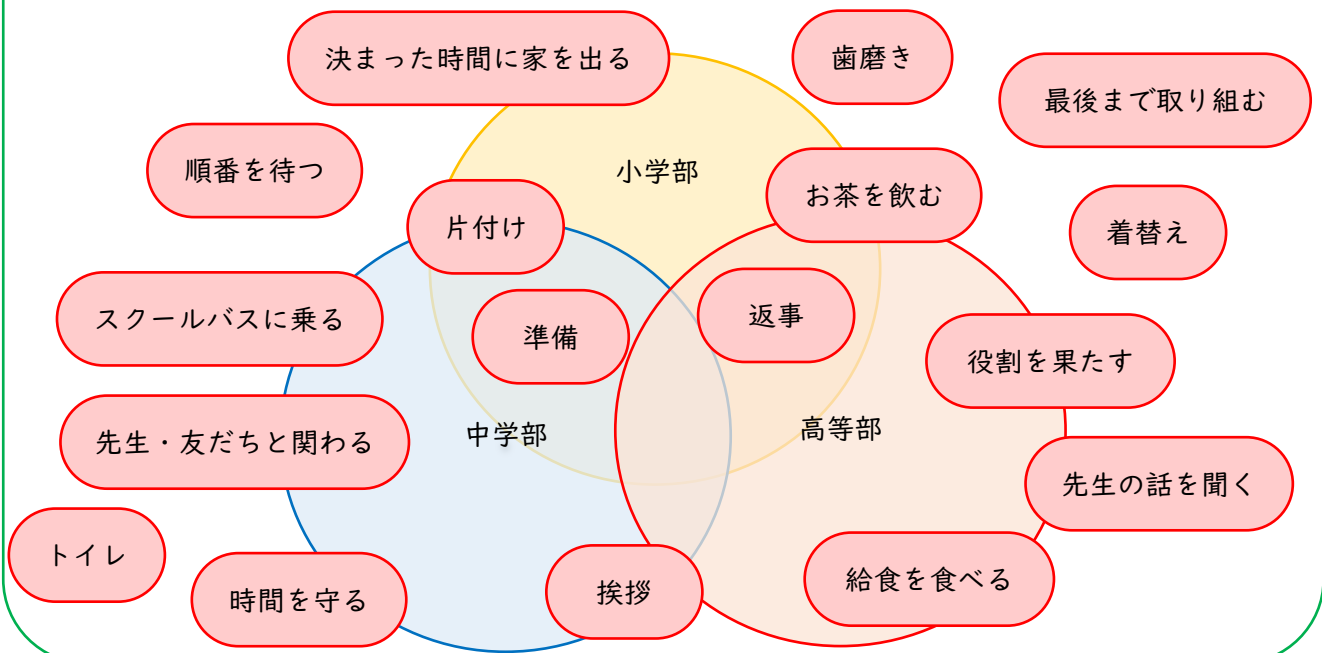 決まった時間に家を出る
歯磨き
最後まで取り組む
順番を待つ
小学部
お茶を飲む
片付け
着替え
スクールバスに乗る
準備
返事
役割を果たす
先生・友だちと関わる
中学部
高等部
先生の話を聞く
トイレ
時間を守る
挨拶
給食を食べる